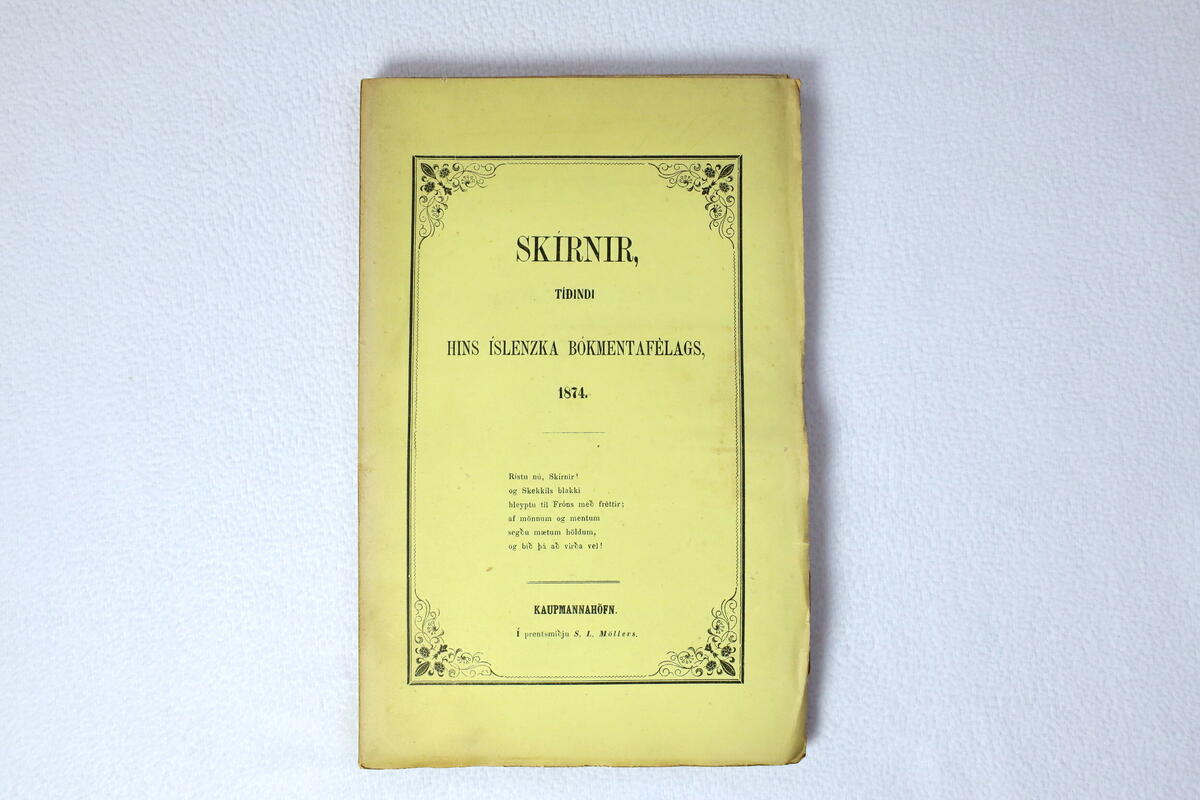 SKÍRNIR,
TÍÐINDI
HINS ÍSLENZKA BÓKMENTAFÈLAGS,
1874.
Rístu nú, Skírnir!
og Skekkils blakki
hleyptu til Fróns með frèttir;
af mönnum og mentum
segðu mætum höldum,
og bið þá að virða vel!
KAUPMANNAHÖFN.
Í prentsmiðju S. L. Möllers.